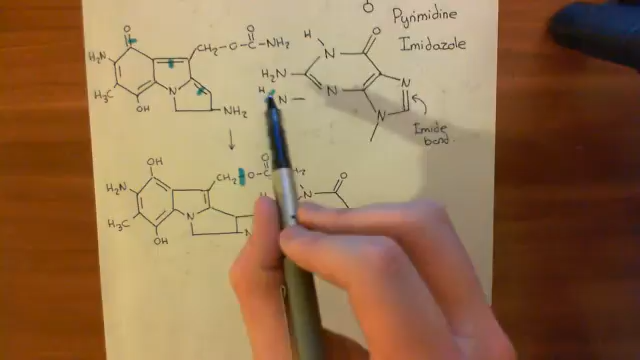 Pyrimidine
Imidazole
O
CH₂-O-C-NH₂
O
H₂N
H₃C
N
OH
NH₂
H
N
O
H₂N
N
N
N
H
N
Imide
bond
OH
H₂N
H₃C
N
OH
CH₂
O
C
O
N
O